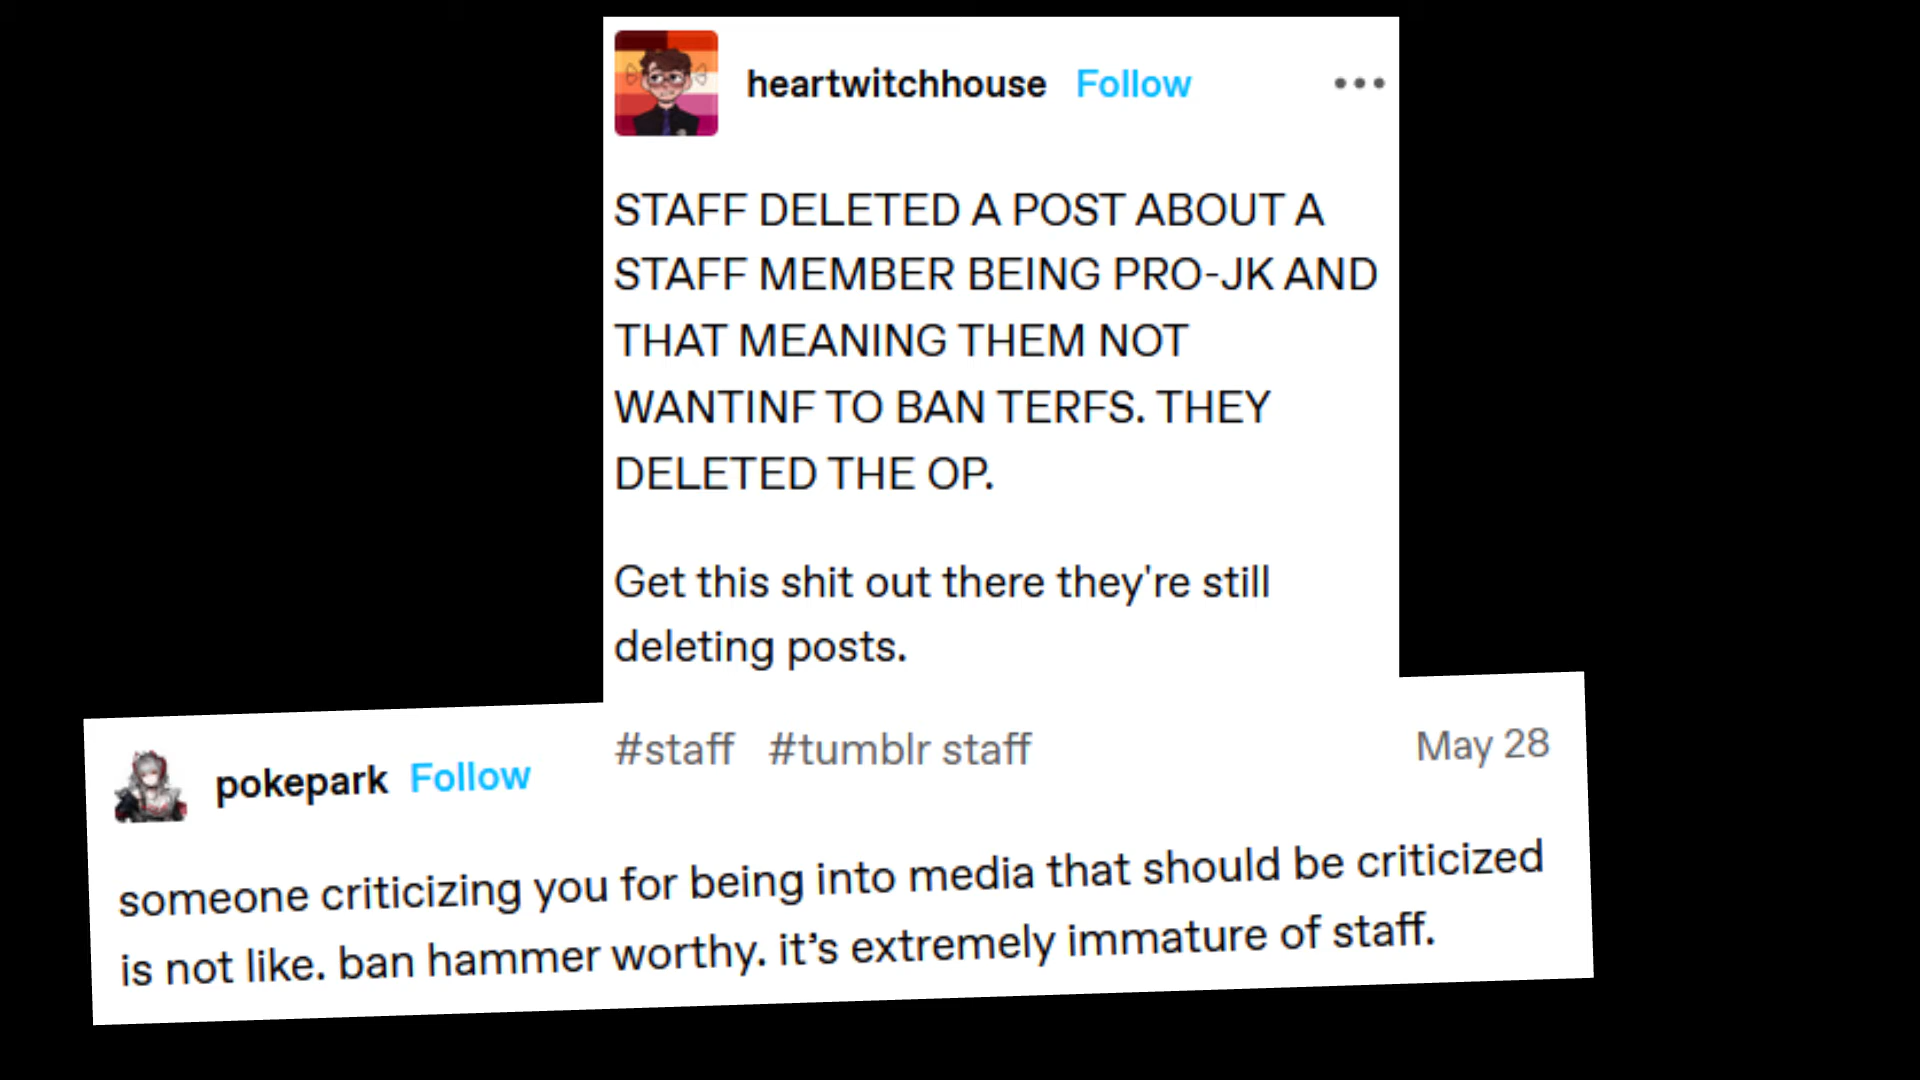 heartwitchhouse Follow
STAFF DELETED A POST ABOUT A
STAFF MEMBER BEING PRO-JK AND
THAT MEANING THEM NOT
WANTINF TO BAN TERFS. THEY
DELETED THE OP.
Get this shit out there they're still
deleting posts.
#staff #tumblr staff
May 28
pokepark Follow
someone criticizing you for being into media that should be criticized
is not like. ban hammer worthy. it’s extremely immature of staff.